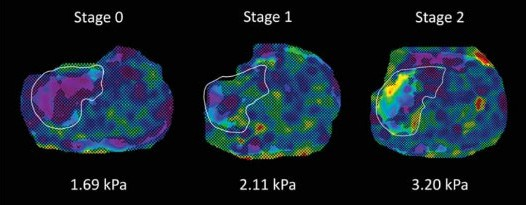 Stage 0
Stage 1
Stage 2
1.69 kPa
2.11 kPa
3.20 kPa